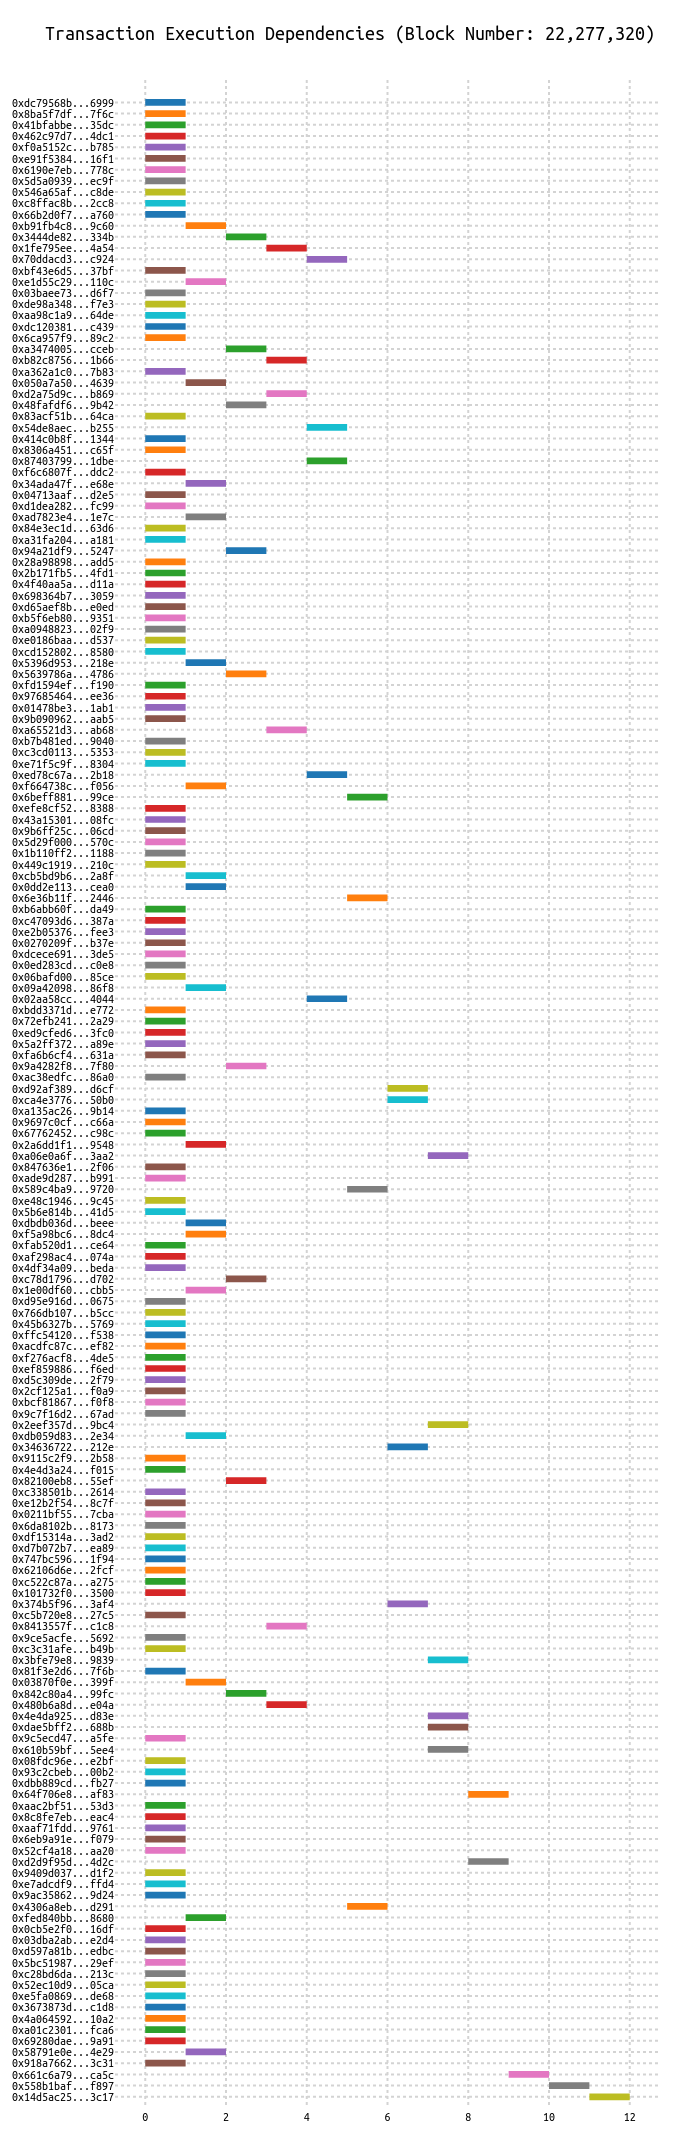 Transaction Execution Dependencies (Block Number: 22,277,320)
0xdc79568b...6999
0x8ba5f7df...7f6c
0x41bfabbe...35dc
0x462c97d7...4dc1
0xf0a5152c...b785
0xe91f5384...16f1
0x6190e7eb...778c
0x5d5a0939...ec9f
0x546a65af...c8de
0xc8ffac8b...2cc8
0x66b2d0f7...a760
0xb91fb4c8...9c60
0x3444de82...334b
0x1fe795ee...4a54
0x70ddacd3...c924
0xbf43e6d5...37bf
0xe1d55c29...110c
0x03baee73...d6f7
0xde98a348...f7e3
0xaa98c1a9...64de
0xdc120381...c439
0x6ca957f9...89c2
0xa3474005...cceb
0xb82c8756...1b66
0xa362a1c0...7b83
0x050a7a50...4639
0xd2a75d9c...b869
0x48fafdf6...9b42
0x83acf51b...64ca
0x54de8aec...b255
0x414c0b8f...1344
0x8306a451...c65f
0x87403799...1dbe
0xf6c6807f...ddc2
0x34ada47f...e68e
0x04713aaf...d2e5
0xd1dea282...fc99
0xad7823e4...1e7c
0x84e3ec1d...63d6
0xa31fa204...a181
0x94a21df9...5247
0x28a98898...add5
0x2b171fb5...4fd1
0x4f40aa5a...d11a
0x698364b7...3059
0xd65aef8b...e0ed
0xb5f6eb80...9351
0xa0948823...02f9
0xe0186baa...d537
0xcd152802...8580
0x5396d953...218e
0x5639786a...4786
0xfd1594ef...f190
0x97685464...ee36
0x01478be3...1ab1
0x9b090962...aab5
0xa65521d3...ab68
0xb7b481ed...9040
0xc3cd0113...5353
0xe71f5c9f...8304
0xed78c67a...2b18
0xf664738c...f056
0x6beff881...99ce
0xefe8cf52...8388
0x43a15301...08fc
0x9b6ff25c...06cd
0x5d29f000...570c
0x1b110ff2...1188
0x449c1919...210c
0xcb5bd9b6...2a8f
0x0dd2e113...cea0
0x6e36b11f...2446
0xb6abb60f...da49
0xc47093d6...387a
0xe2b05376...fee3
0x0270209f...b37e
0xdcece691...3de5
0x0ed283cd...c0e8
0x06bafd00...85ce
0x09a42098...86f8
0x02aa58cc...4044
0xbdd3371d...e772
0x72efb241...2a29
0xed9cfed6...3fc0
0x5a2ff372...a89e
0xfa6b6cf4...631a
0x9a4282f8...7f80
0xac38edfc...86a0
0xd92af389...d6cf
0xca4e3776...50b0
0xa135ac26...9b14
0x9697c0cf...c66a
0x67762452...c98c
0x2a6dd1f1...9548
0xa06e0a6f...3aa2
0x847636e1...2f06
0xade9d287...b991
0x589c4ba9...9720
0xe48c1946...9c45
0x5b6e814b...41d5
0xdbdb036d...beee
0xf5a98bc6...8dc4
0xfab520d1...ce64
0xaf298ac4...074a
0x4df34a09...beda
0xc78d1796...d702
0x1e00df60...cbb5
0xd95e916d...0675
0x766db107...b5cc
0x45b6327b...5769
0xffc54120...f538
0xacdfc87c...ef82
0xf276acf8...4de5
0xef859886...f6ed
0xd5c309de...2f79
0x2cf125a1...f0a9
0xbcf81867...f0f8
0x9c7f16d2...67ad
0x2eef357d...9bc4
0xdb059d83...2e34
0x34636722...212e
0x9115c2f9...2b58
0x4e4d3a24...f015
0x82100eb8...55ef
0xc338501b...2614
0xe12b2f54...8c7f
0x0211bf55...7cba
0x6da8102b...8173
0xdf15314a...3ad2
0xd7b072b7...ea89
0x747bc596...1f94
0x62106d6e...2fcf
0xc522c87a...a275
0x101732f0...3500
0x374b5f96...3af4
0xc5b720e8...27c5
0x8413557f...c1c8
0x9ce5acfe...5692
0xc3c31afe...b49b
0x3bfe79e8...9839
0x81f3e2d6...7f6b
0x03870f0e...399f
0x842c80a4...99fc
0x480b6a8d...e04a
0x4e4da925...d83e
0xdae5bff2...688b
0x9c5ecd47...a5fe
0x610b59bf...5ee4
0x08fdc96e...e2bf
0x93c2cbeb...00b2
0xdbb889cd...fb27
0x64f706e8...af83
0xaac2bf51...53d3
0x8c8fe7eb...eac4
0xaaf71fdd...9761
0x6eb9a91e...f079
0x52cf4a18...aa20
0xd2d9f95d...4d2c
0x9409d037...d1f2
0xe7adcdf9...ffd4
0x9ac35862...9d24
0x4306a8eb...d291
0xfed840bb...8680
0x0cb5e2f0...16df
0x03dba2ab...e2d4
0xd597a81b...edbc
0x5bc51987...29ef
0xc28bd6da...213c
0x52ec10d9...05ca
0xe5fa0869...de68
0x3673873d...c1d8
0x4a064592...10a2
0xa01c2301...fca6
0x69280dae...9a91
0x58791e0e...4e29
0x918a7662...3c31
0x661c6a79...ca5c
0x558b1baf...f897
0x14d5ac25...3c17
0 2 4 6 8 10 12